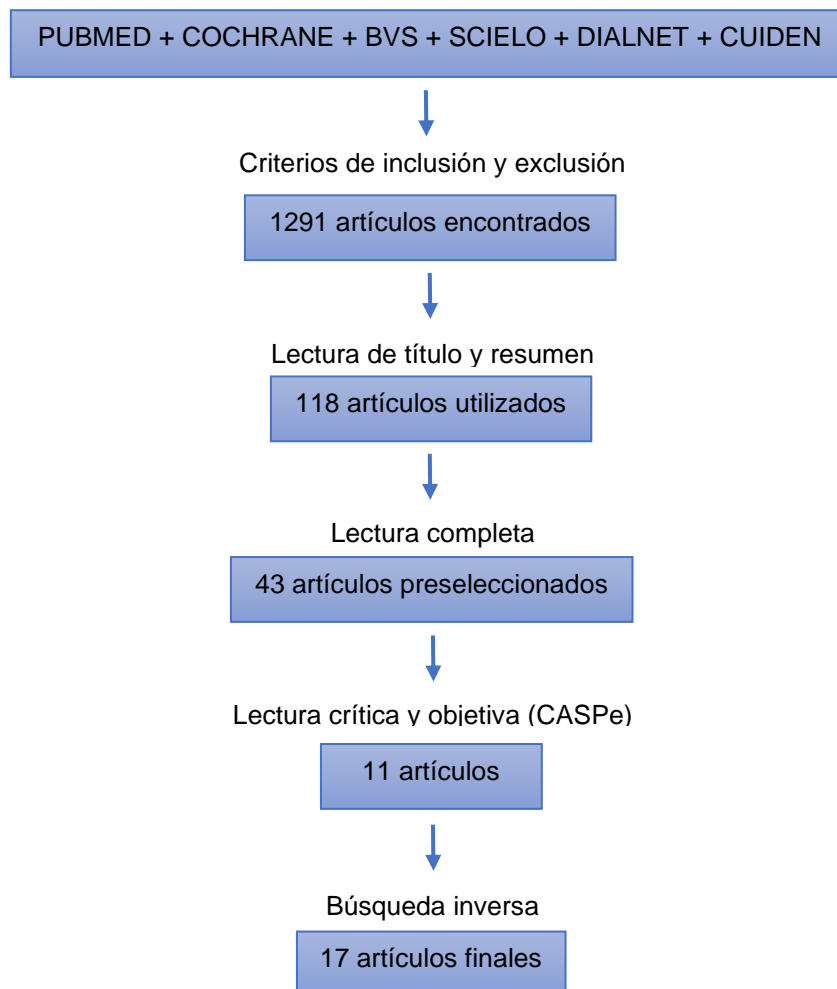 PUBMED + COCHRANE + BVS + SCIELO + DIALNET + CUIDEN
Criterios de inclusión y exclusión
1291 artículos encontrados
Lectura de título y resumen
118 artículos utilizados
Lectura completa
43 artículos preseleccionados
Lectura crítica y objetiva (CASPe)
11 artículos
Búsqueda inversa
17 artículos finales